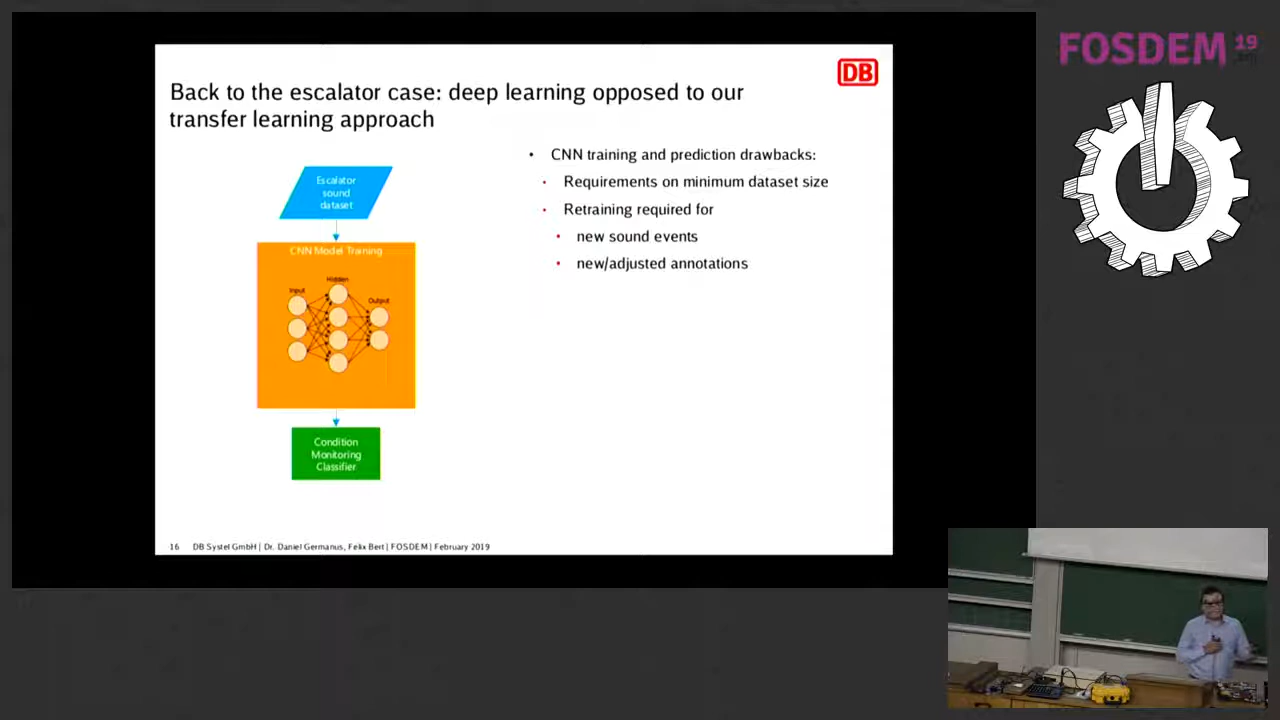 FOSDEM 19
DB
Back to the escalator case: deep learning opposed to our
transfer learning approach
Escalator
sound
dataset
CNN Model Training
Input
Hidden
Output
Condition
Monitoring
Classifier
• CNN training and prediction drawbacks:
• Requirements on minimum dataset size
• Retraining required for
• new sound events
• new/adjusted annotations
16 DB Systel GmbH | Dr. Daniel Germanus, Felix Bert | FOSDEM | February 2019